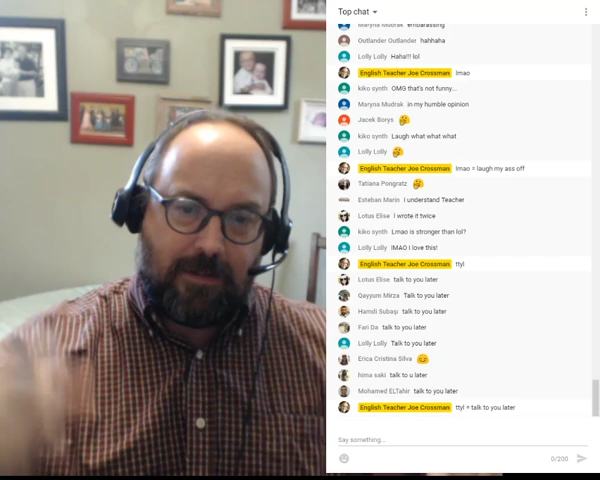 Top chat
Maryna Mudrak embarassing
Outlander Outlander hahhaha
Lolly Lolly Haha!!! lol
English Teacher Joe Crossman lmao
kiko synth OMG that's not funny...
Maryna Mudrak in my humble opinion
Jacek Borys 🤔
kiko synth Laugh what what what
Lolly Lolly 🤔
English Teacher Joe Crossman lmao = laugh my ass off
Tatiana Pongratz 🤔
Esteban Marin I understand Teacher
Lotus Elise I wrote it twice
kiko synth Lmao is stronger than lol?
Lolly Lolly lMAO I love this!
English Teacher Joe Crossman ttyl
Lotus Elise talk to you later
Qayyum Mirza Talk to you later
Hamdi Subaşı talk to you later
Fari Da talk to you later
Lolly Lolly Talk to you later
Erica Cristina Silva 😊
hima saki talk to u later
Mohamed ELTahir talk to you later
English Teacher Joe Crossman ttyl = talk to you later
Say something...
0/200